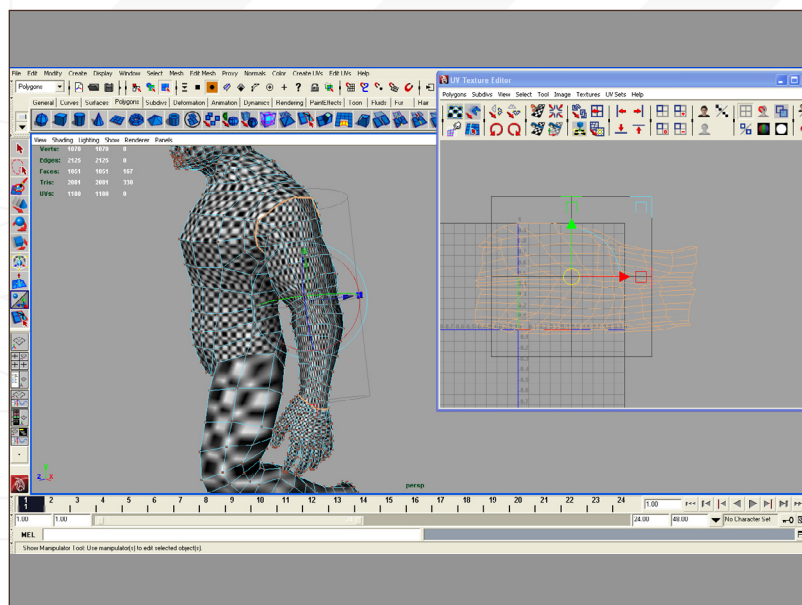 File Edit Modify Create Display Window Select Mesh Edit Mesh Proxy Normals Color Create UVs Edit UVs Help
Polygons
General Curves Surfaces Polygons Subdivs Deformation Animation Dynamics Rendering PaintEffects Toon Fluids Fur Hair
View Shading Lighting Show Renderer Panels
Verts: 1070 1070 0
Edges: 2125 2125 0
Faces: 1051 1051 167
Tris: 2001 2001 330
UVs: 1180 1180 0
persp
UV Texture Editor
Polygons Subdivs View Select Tool Image Textures UV Sets Help
1 2 3 4 5 6 7 8 9 10 11 12 13 14 15 16 17 18 19 20 21 22 23 24
1
1.00
1.00 1.00 24.00 48.00 No Character Set
MEL
Show Manipulator Tool: Use manipulator(s) to edit selected object(s).